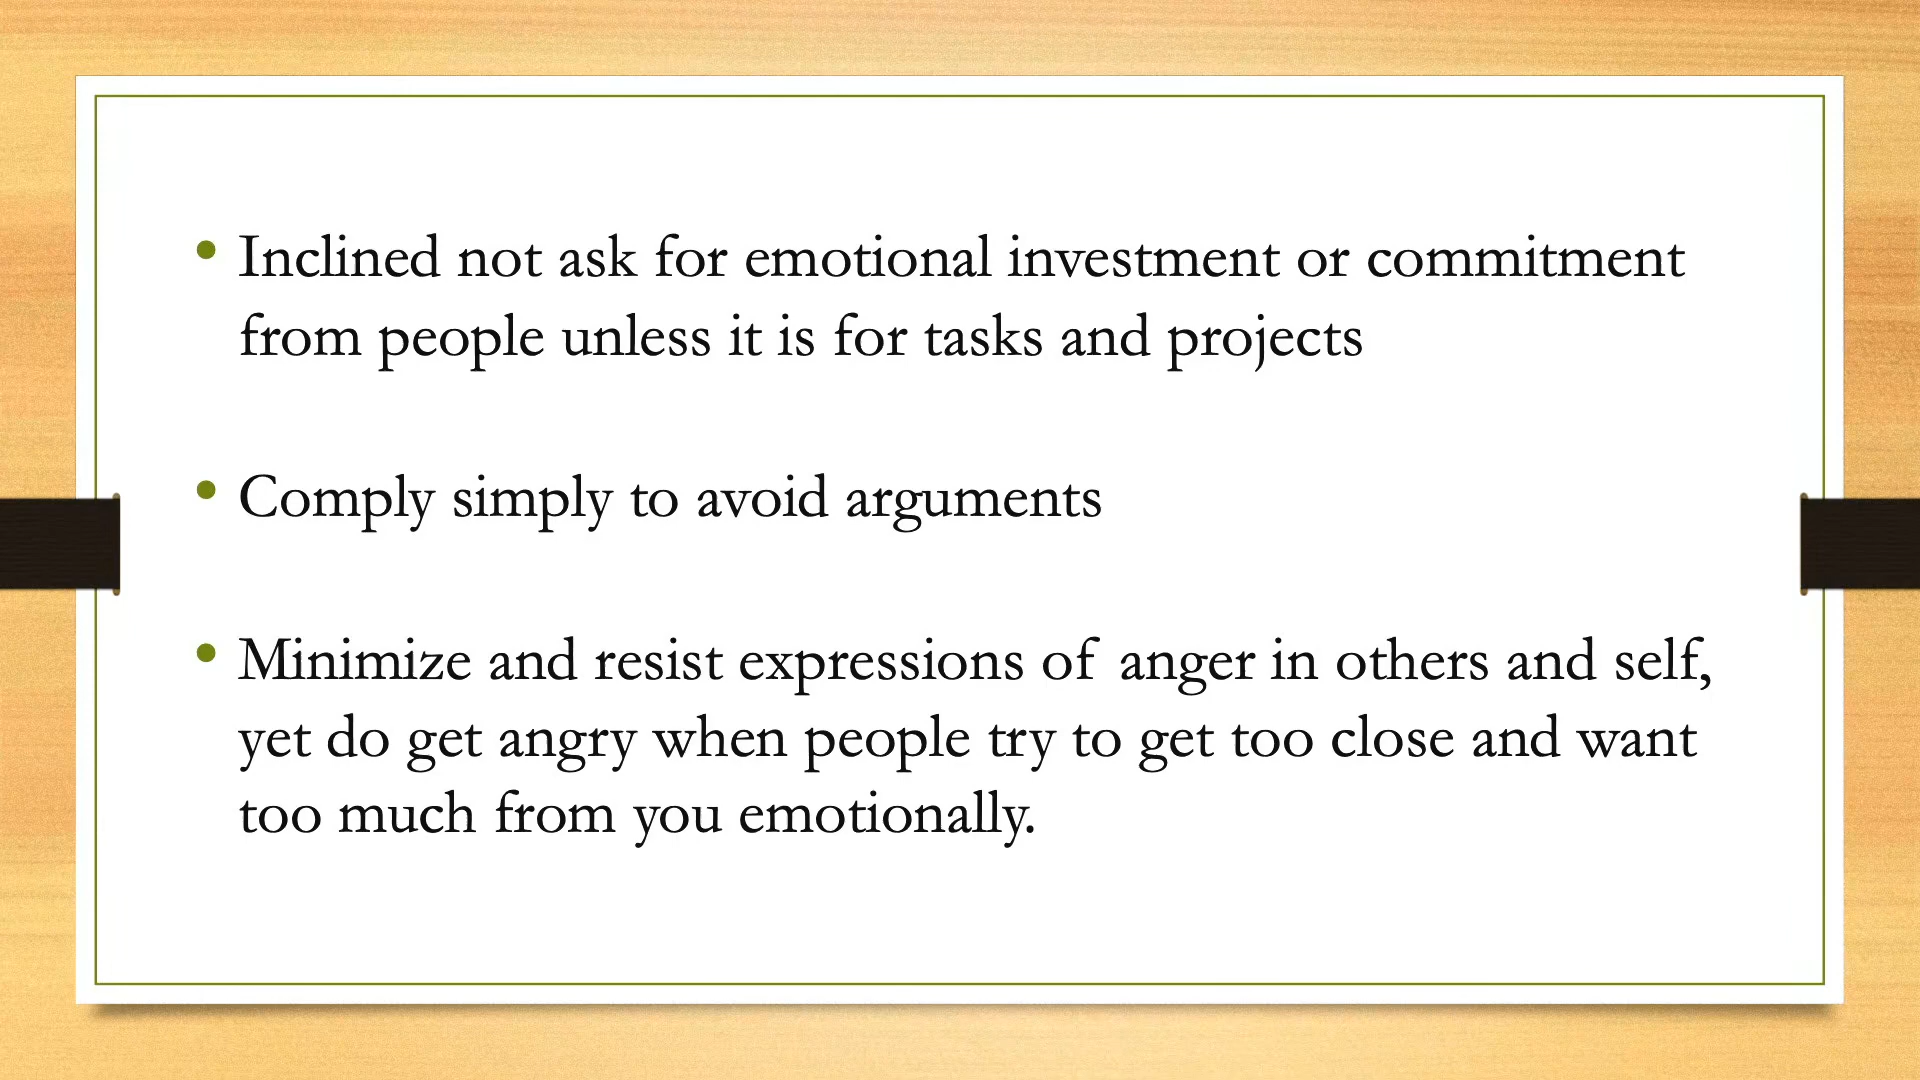 • Inclined not ask for emotional investment or commitment
from people unless it is for tasks and projects
• Comply simply to avoid arguments
• Minimize and resist expressions of anger in others and self,
yet do get angry when people try to get too close and want
too much from you emotionally.